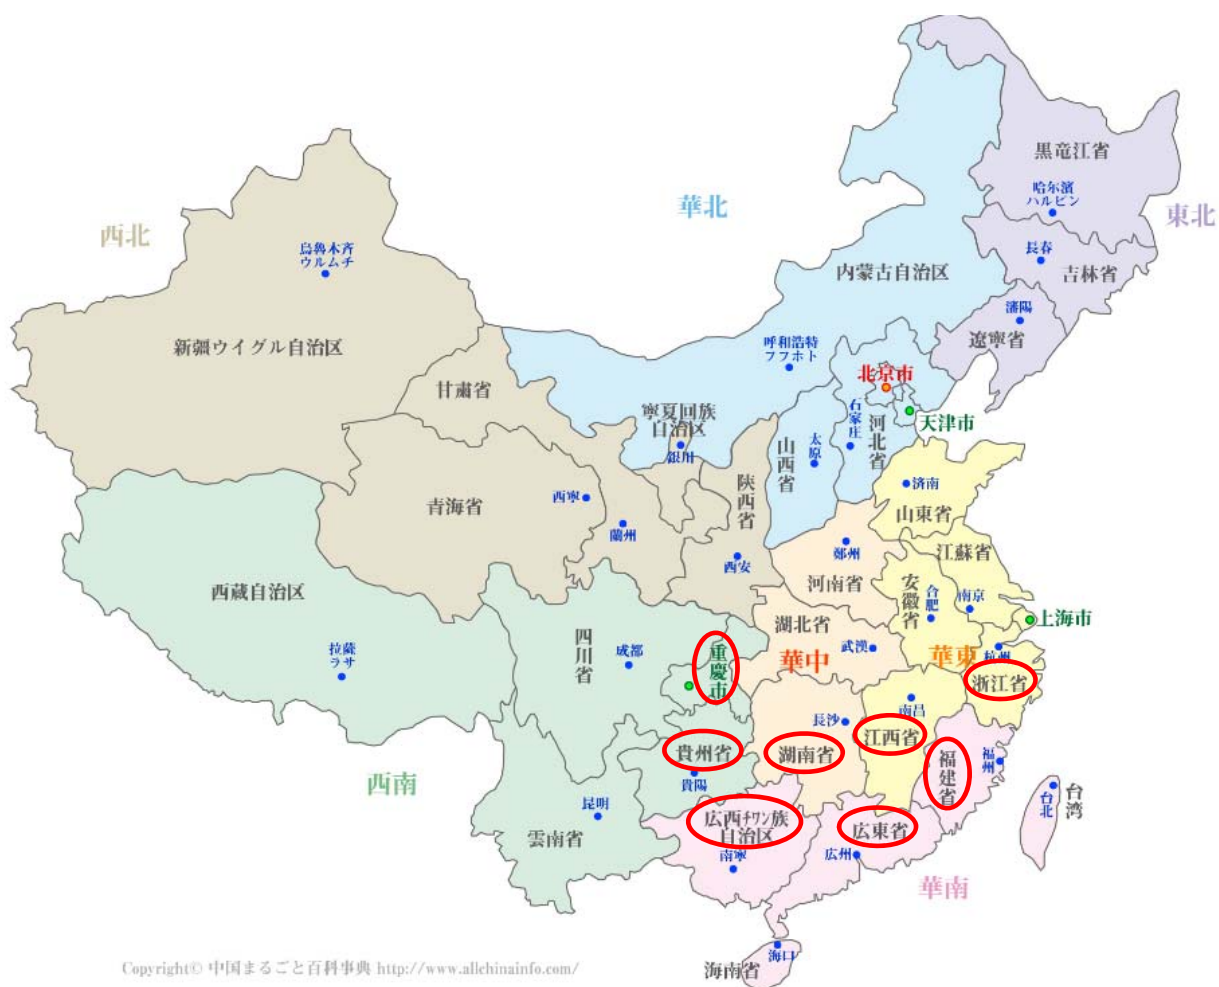 黒竜江省
哈尔濱
ハルビン
東北
華北
西北
烏魯木斉
ウルムチ
長春
吉林省
内蒙古自治区
瀋陽
遼寧省
新疆ウイグル自治区
呼和浩特
フフホト
北京市
甘粛省
寧夏回族
自治区
銀川
石家庄
天津市
河北省
太原
山西省
陝西省
済南
山東省
青海省
西寧
蘭州
鄭州
江蘇省
西安
河南省
安徽省
合肥
南京
西蔵自治区
上海市
湖北省
四川省
成都
重慶市
華中
武漢
華東
杭州
拉薩
ラサ
浙江省
南昌
長沙
江西省
貴州省
湖南省
福建省
福州
西南
貴陽
台湾
台北
昆明
広西チワン族
自治区
広東省
雲南省
南寧
広州
華南
海口
海南省
Copyright© 中国まるごと百科事典 http://www.allchinainfo.com/